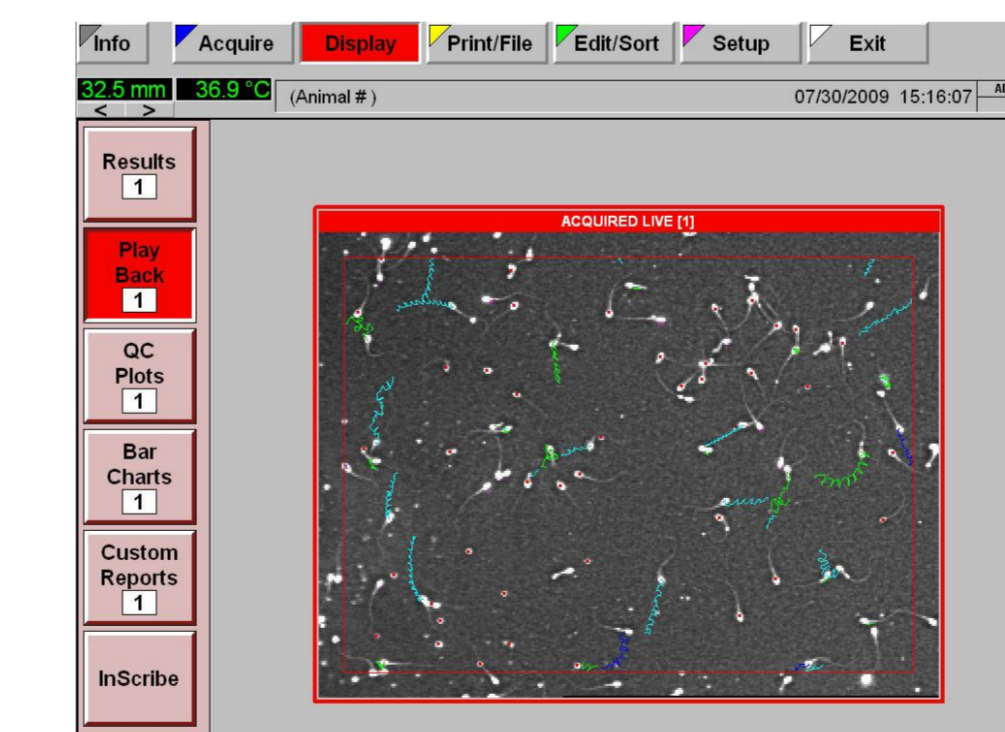 Info Acquire Display Print/File Edit/Sort Setup Exit
32.5 mm 36.9 °C (Animal # ) 07/30/2009 15:16:07
< >
Results
1
Play
Back
1
QC
Plots
1
Bar
Charts
1
Custom
Reports
1
InScribe
ACQUIRED LIVE [1]